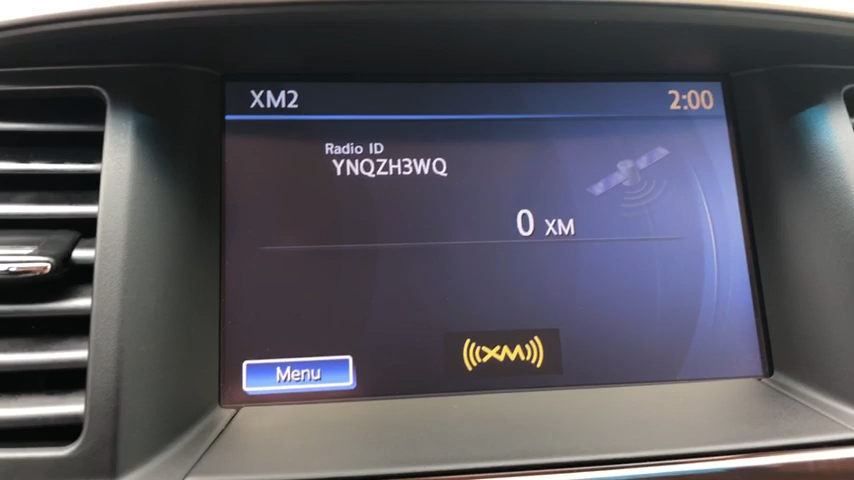 XM2
2:00
Radio ID
YNQZH3WQ
0 XM
XM
Menu